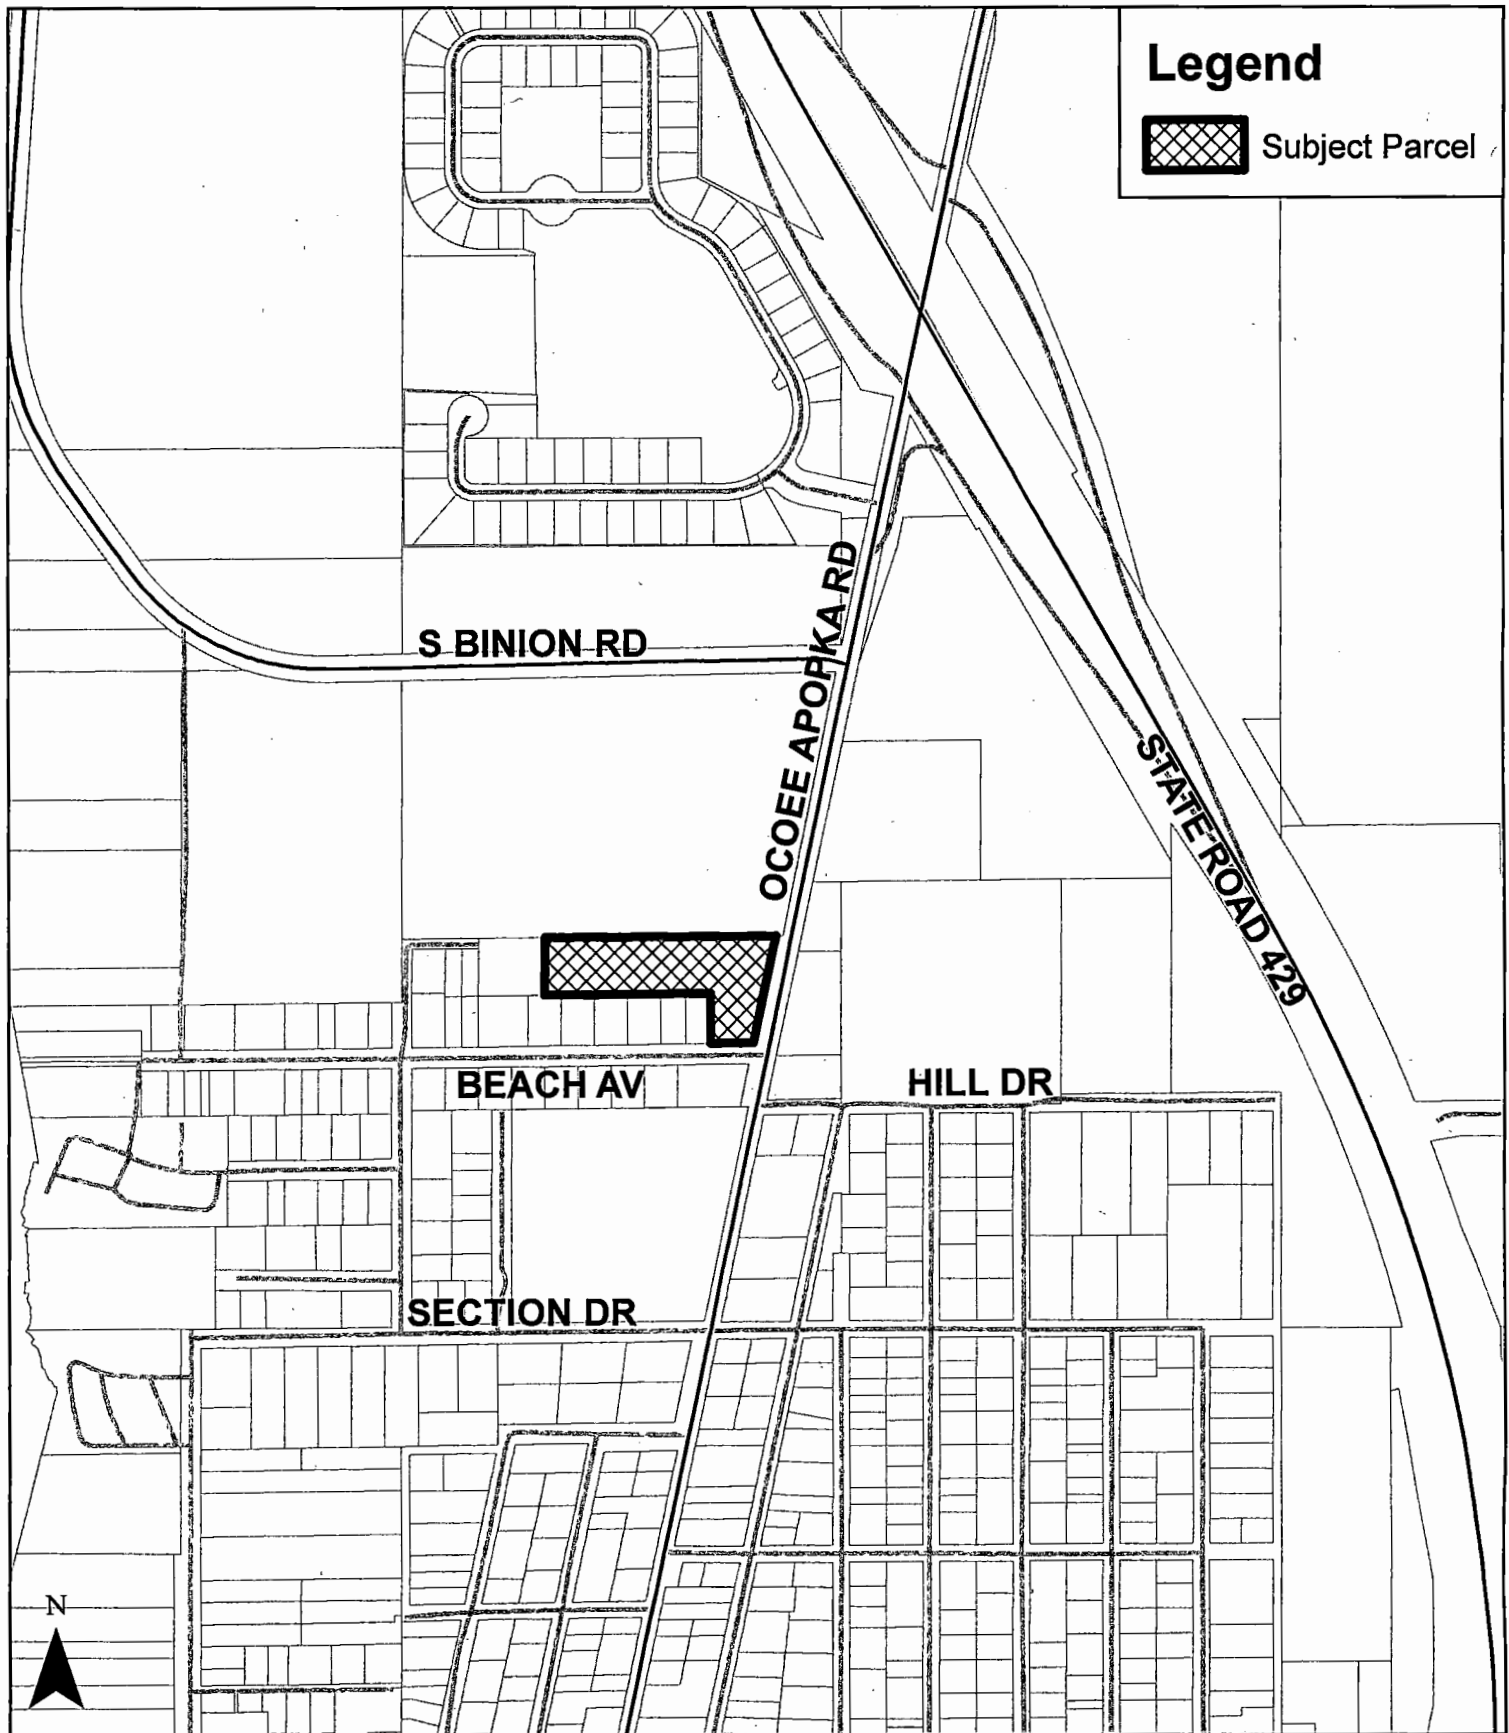 Legend
Subject Parcel
S BINION RD
OCOEE APOPKA RD
STATE ROAD 429
BEACH AV
HILL DR
SECTION DR
N